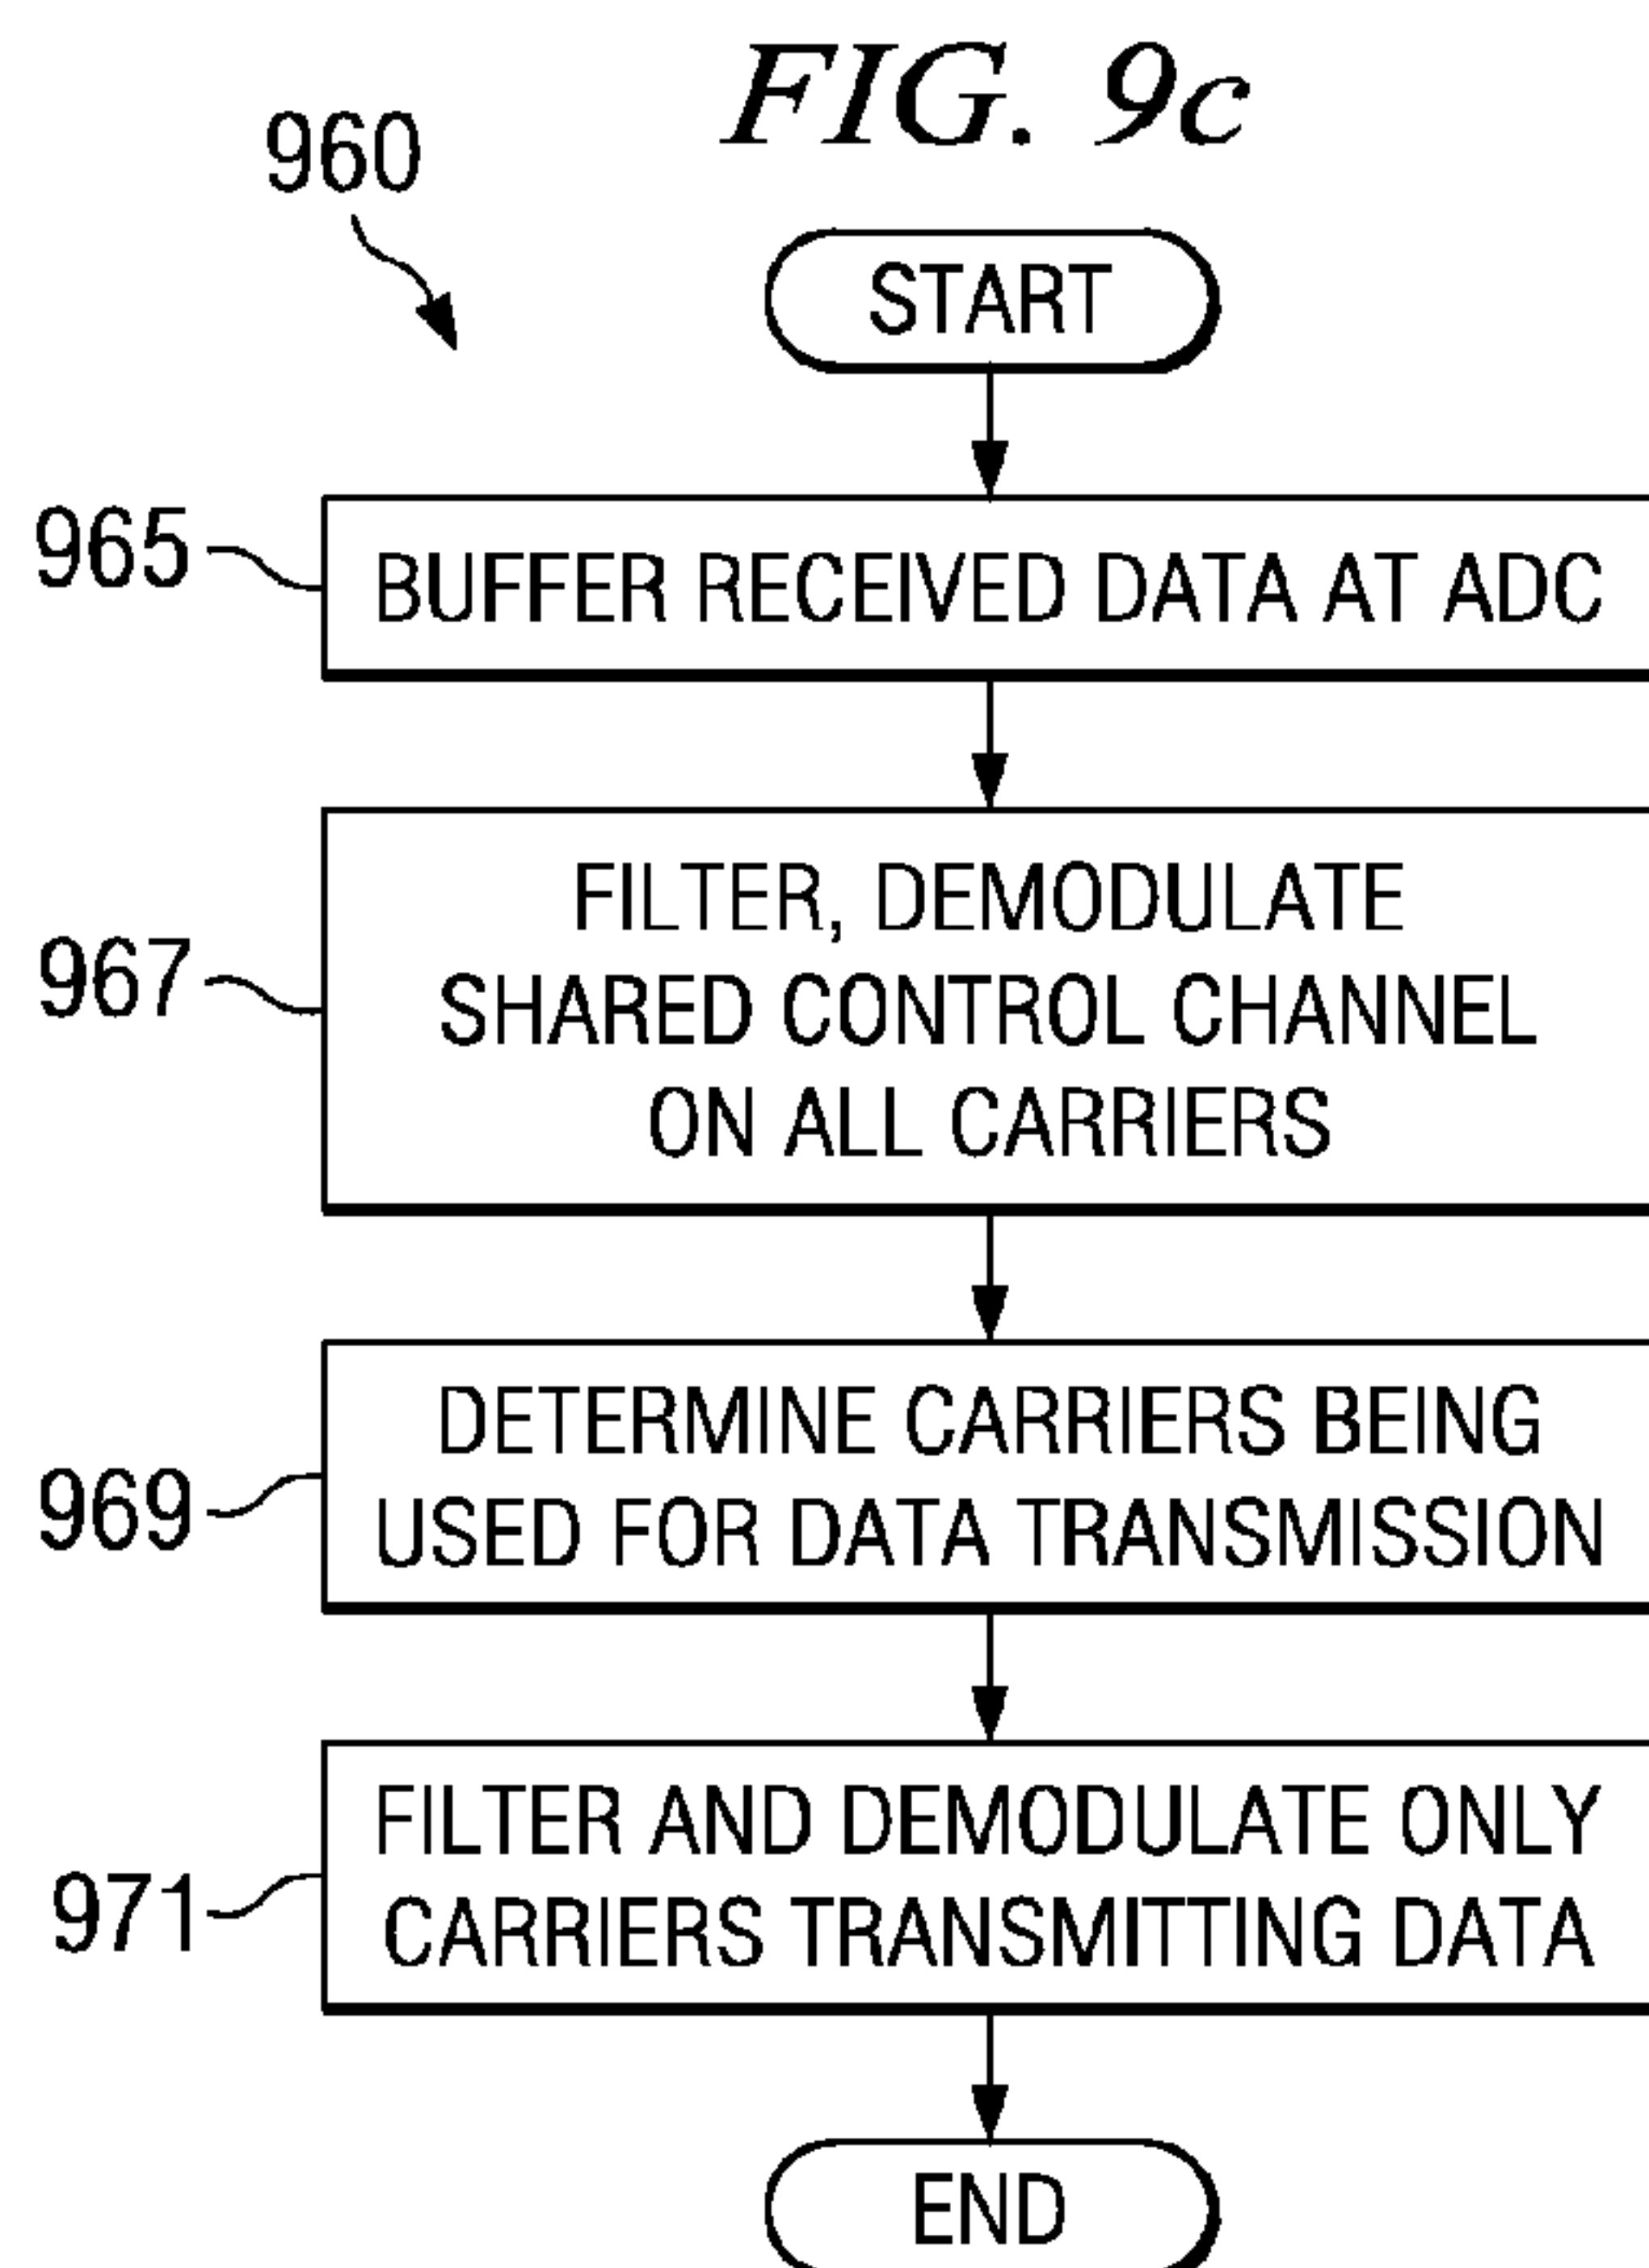 FIG. 9c
960
START
965
BUFFER RECEIVED DATA AT ADC
967
FILTER, DEMODULATE
SHARED CONTROL CHANNEL
ON ALL CARRIERS
969
DETERMINE CARRIERS BEING
USED FOR DATA TRANSMISSION
971
FILTER AND DEMODULATE ONLY
CARRIERS TRANSMITTING DATA
END